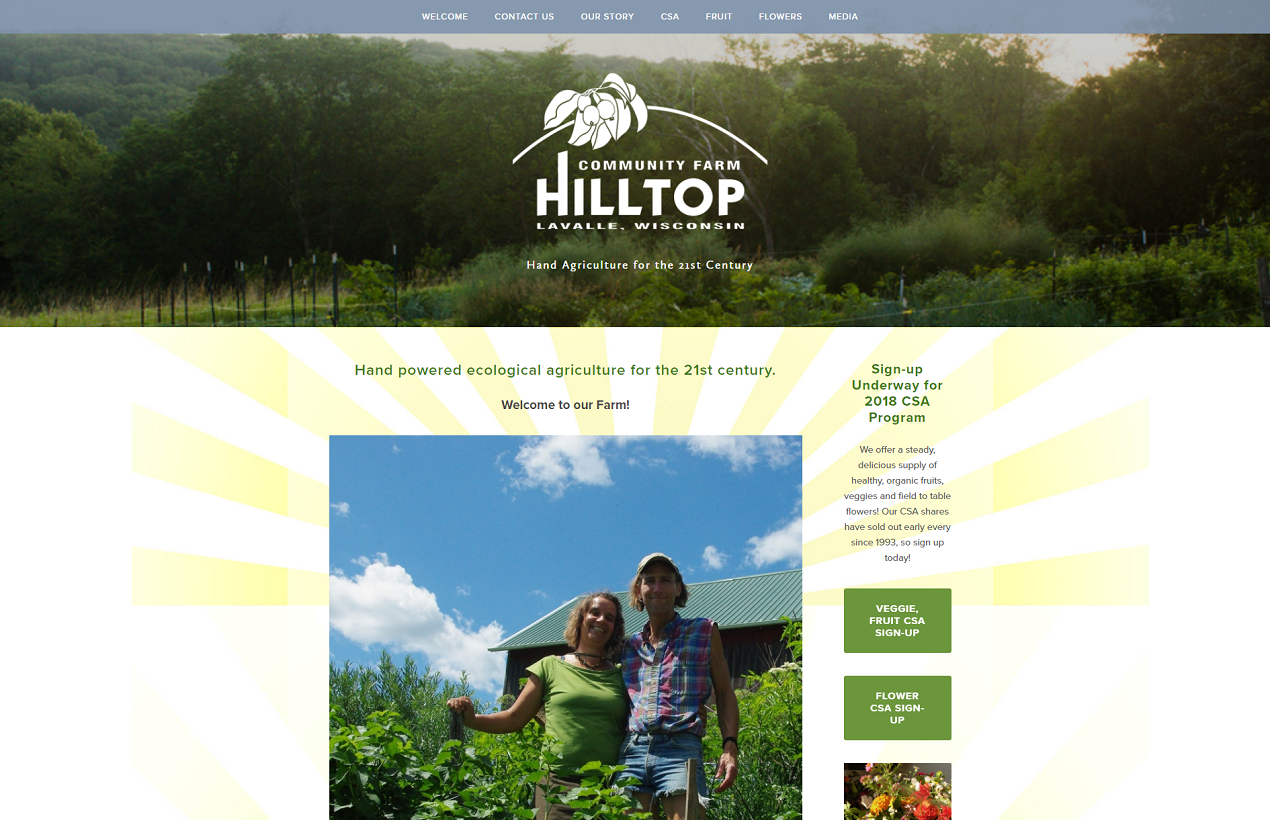 WELCOME CONTACT US OUR STORY CSA FRUIT FLOWERS MEDIA
COMMUNITY FARM
HILLTOP
LAVALLE, WISCONSIN
Hand Agriculture for the 21st Century
Hand powered ecological agriculture for the 21st century.
Welcome to our Farm!
Sign-up
Underway for
2018 CSA
Program
We offer a steady,
delicious supply of
healthy, organic fruits,
veggies and field to table
flowers! Our CSA shares
have sold out early every
since 1993, so sign up
today!
VEGGIE,
FRUIT CSA
SIGN-UP
FLOWER
CSA SIGN-
UP